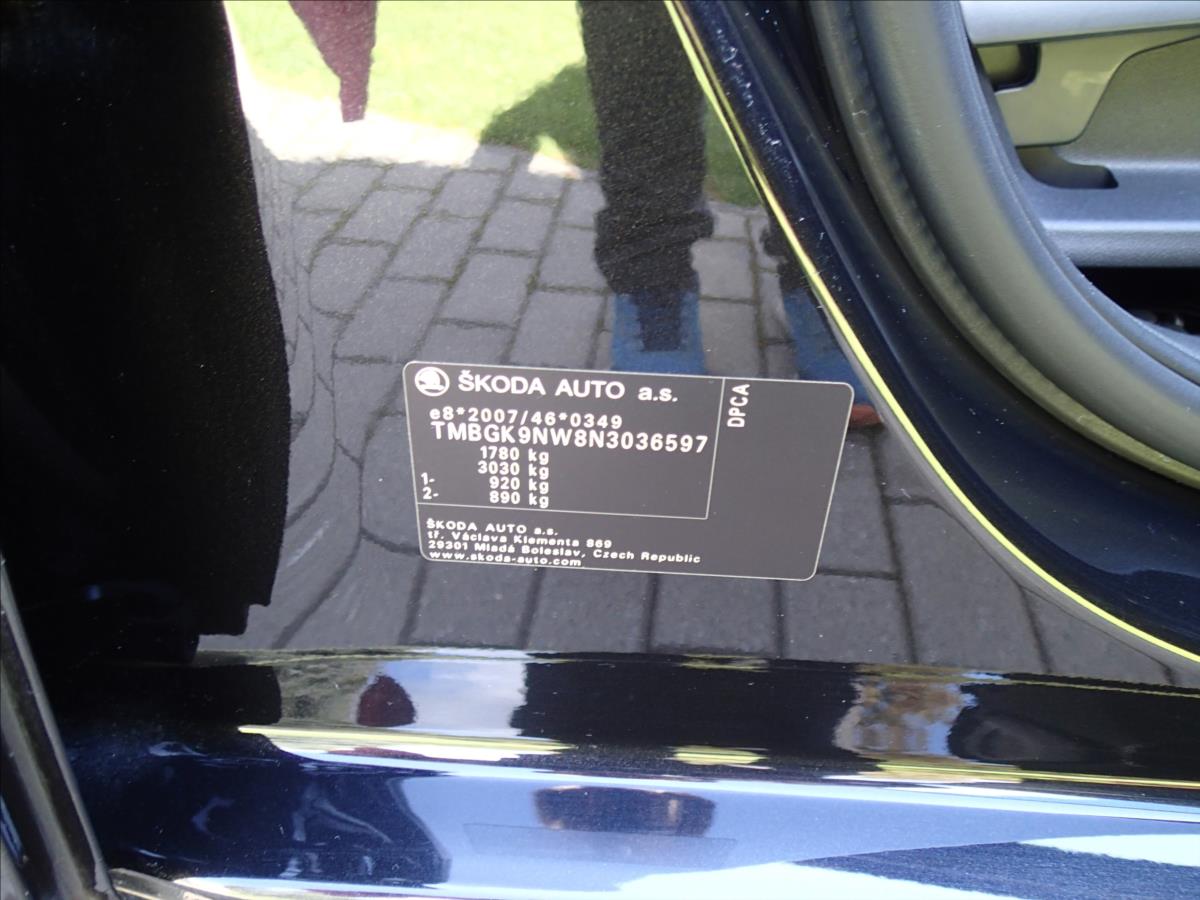 ŠKODA AUTO a.s.
DPCA
e8*2007/46*0349
TMBGK9NW8N3036597
1780 kg
3030 kg
1- 920 kg
2- 890 kg
ŠKODA AUTO a.s.
tř. Václava Klementa 869
29301 Mladá Boleslav, Czech Republic
www.skoda-auto.com